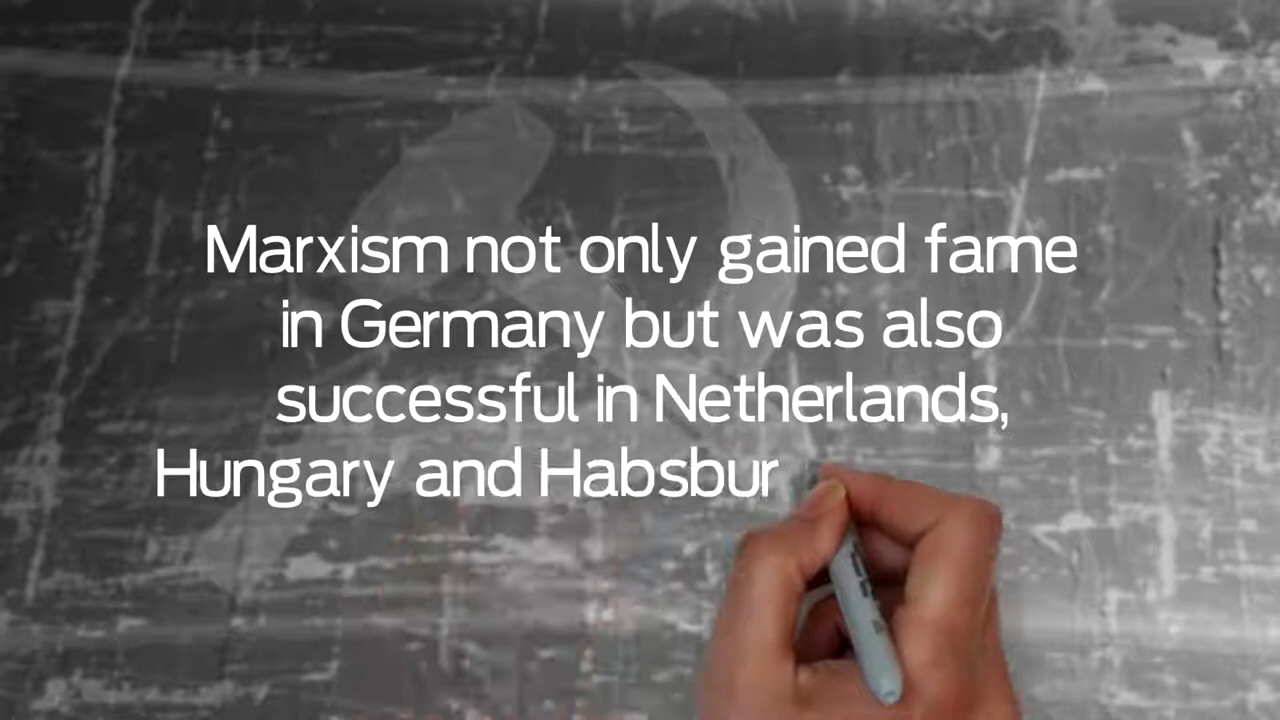 Marxism not only gained fame
in Germany but was also
successful in Netherlands,
Hungary and Habsbur